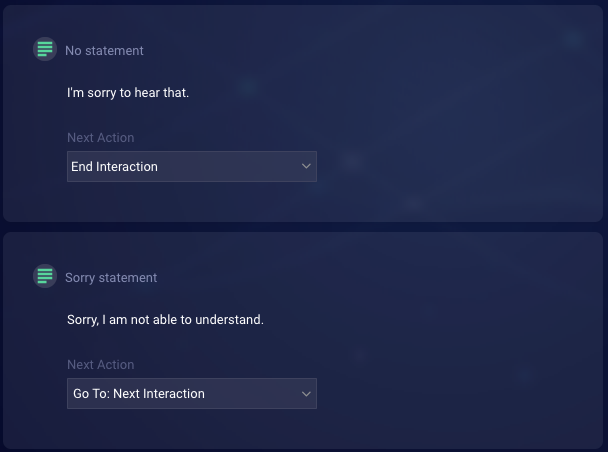 No statement
I'm sorry to hear that.
Next Action
End Interaction
Sorry statement
Sorry, I am not able to understand.
Next Action
Go To: Next Interaction